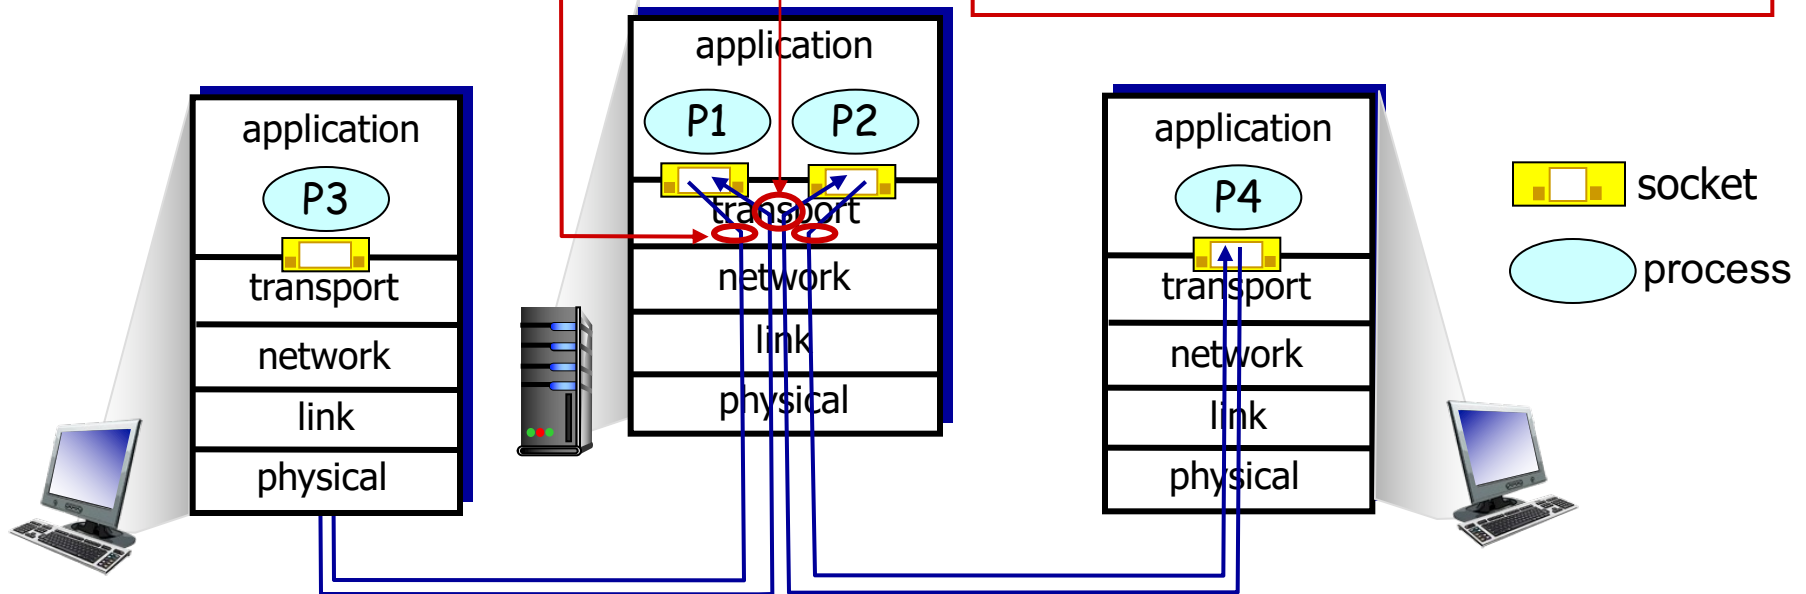 application
P3
transport
network
link
physical
application
P1
P2
transport
network
link
physical
application
P4
transport
network
link
physical
socket
process